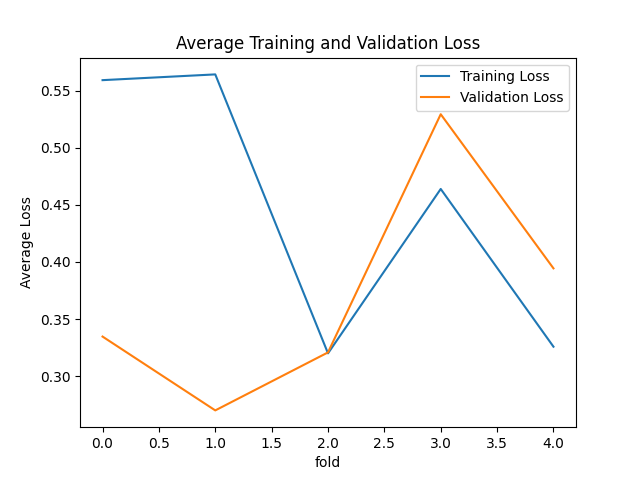 Average Training and Validation Loss
Training Loss
Validation Loss
0.55
0.50
0.45
0.40
0.35
0.30
Average Loss
0.0 0.5 1.0 1.5 2.0 2.5 3.0 3.5 4.0
fold